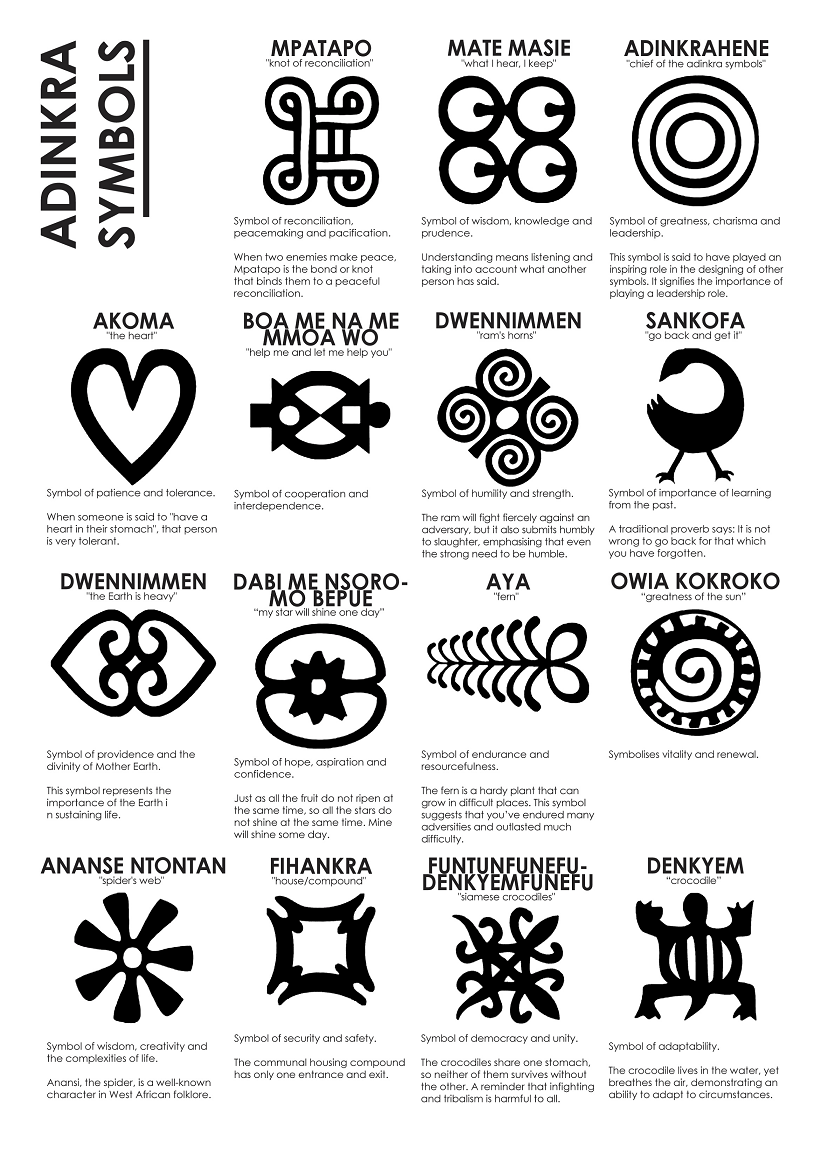 ADINKRA
SYMBOLS
MPATAPO
"knot of reconciliation"
Symbol of reconciliation,
peacemaking and pacification.
When two enemies make peace,
Mpatapo is the bond or knot
that binds them to a peaceful
reconciliation.
MATE MASIE
"what I hear, I keep"
Symbol of wisdom, knowledge and
prudence.
Understanding means listening and
taking into account what another
person has said.
ADINKRAHENE
"chief of the adinkra symbols"
Symbol of greatness, charisma and
leadership.
This symbol is said to have played an
inspiring role in the designing of other
symbols. It signifies the importance of
playing a leadership role.
AKOMA
"the heart"
Symbol of patience and tolerance.
When someone is said to "have a
heart in their stomach", that person
is very tolerant.
BOA ME NA ME
MMOA WO
"help me and let me help you"
Symbol of cooperation and
interdependence.
DWENNIMMEN
"ram's horns"
Symbol of humility and strength.
The ram will fight fiercely against an
adversary, but it also submits humbly
to slaughter, emphasising that even
the strong need to be humble.
SANKOFA
"go back and get it"
Symbol of importance of learning
from the past.
A traditional proverb says: It is not
wrong to go back for that which
you have forgotten.
DWENNIMMEN
"the Earth is heavy"
Symbol of providence and the
divinity of Mother Earth.
This symbol represents the
importance of the Earth i
n sustaining life.
DABI ME NSORO-
MO BEPUE
“my star will shine one day”
Symbol of hope, aspiration and
confidence.
Just as all the fruit do not ripen at
the same time, so all the stars do
not shine at the same time. Mine
will shine some day.
AYA
"fern"
Symbol of endurance and
resourcefulness.
The fern is a hardy plant that can
grow in difficult places. This symbol
suggests that you’ve endured many
adversities and outlasted much
difficulty.
OWIA KOKROKO
“greatness of the sun”
Symbolises vitality and renewal.
ANANSE NTONTAN
"spider's web"
Symbol of wisdom, creativity and
the complexities of life.
Anansi, the spider, is a well-known
character in West African folklore.
FIHANKRA
"house/compound"
Symbol of security and safety.
The communal housing compound
has only one entrance and exit.
FUNTUNFUNEFU-
DENKYEMFUNEFU
"siamese crocodiles"
Symbol of democracy and unity.
The crocodiles share one stomach,
so neither of them survives without
the other. A reminder that infighting
and tribalism is harmful to all.
DENKYEM
“crocodile”
Symbol of adaptability.
The crocodile lives in the water, yet
breathes the air, demonstrating an
ability to adapt to circumstances.